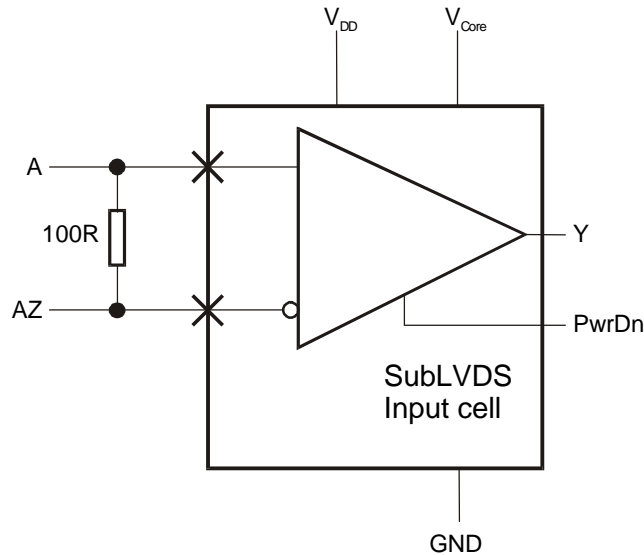 V_DD V_Core
A
100R
AZ
Y
PwrDn
SubLVDS
Input cell
GND